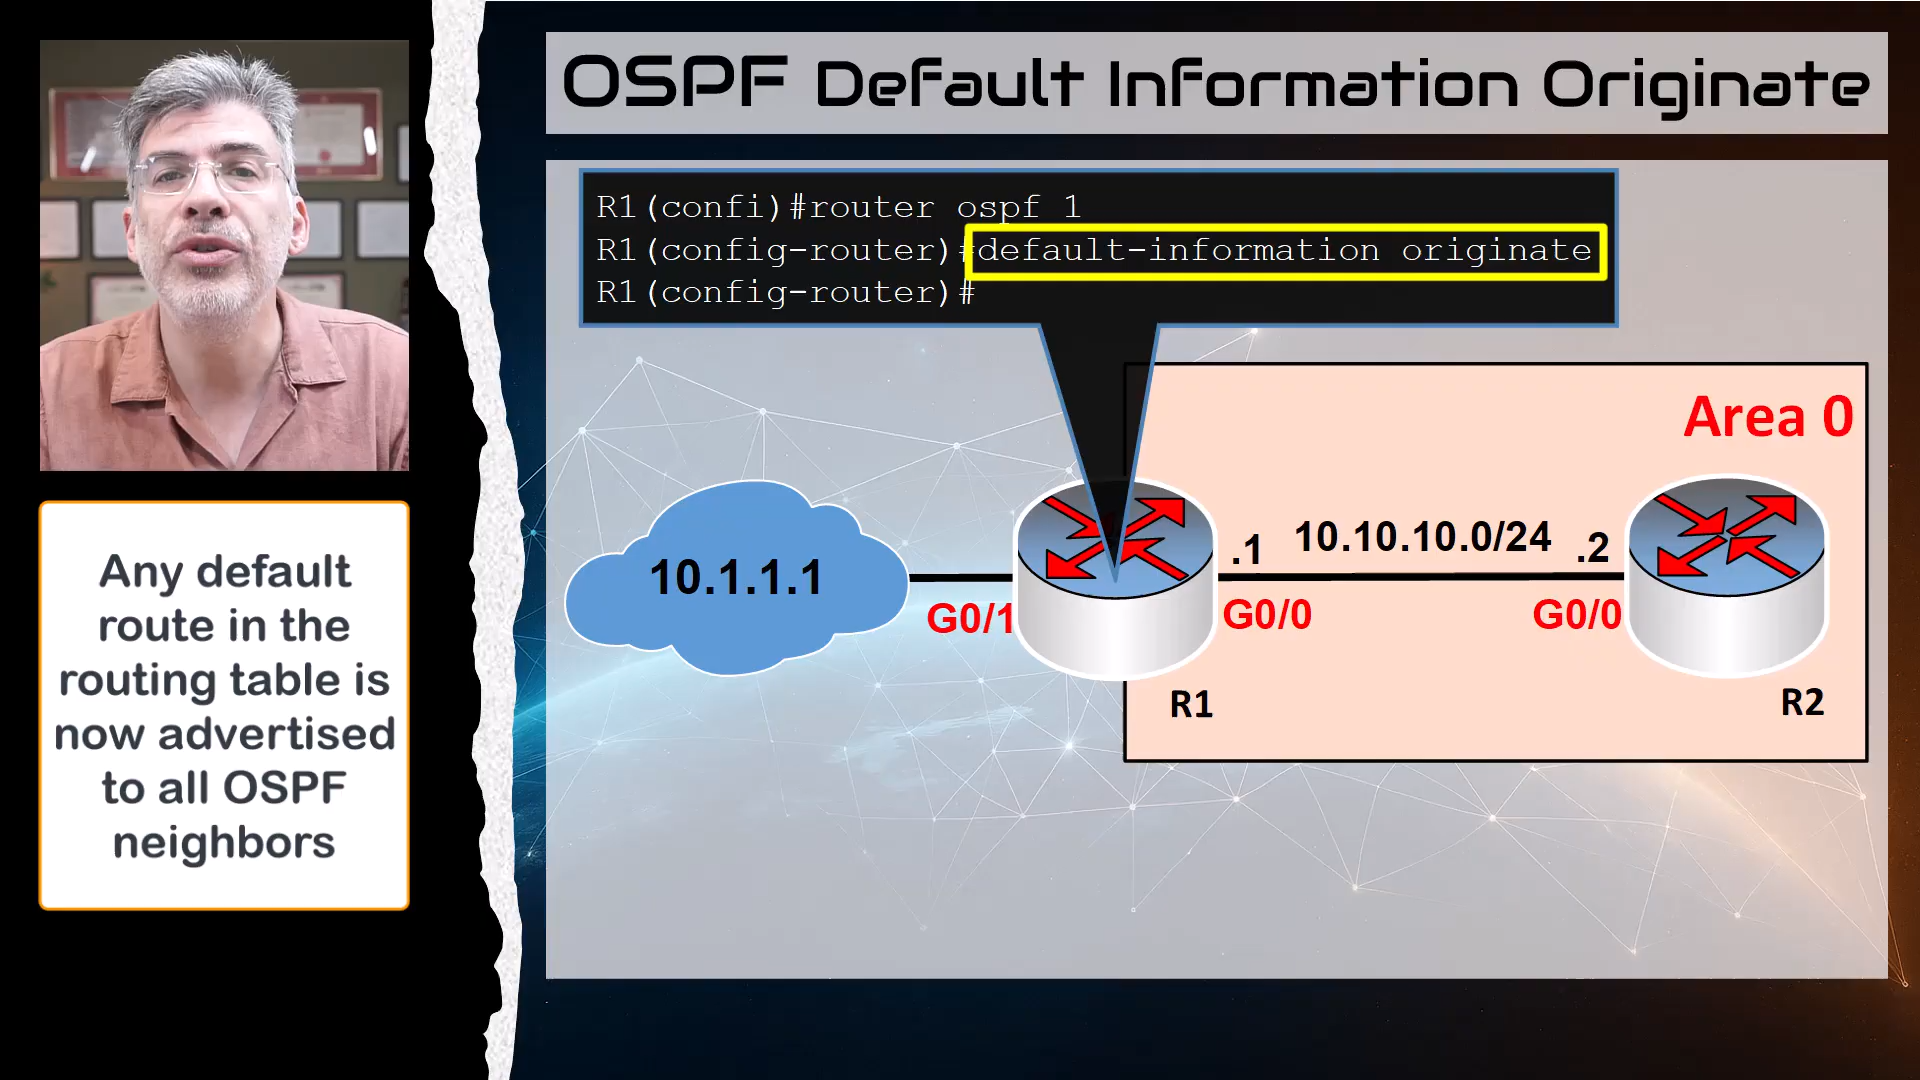 OSPF Default Information Originate
R1(confi)#router ospf 1
R1(config-router)#default-information originate
R1(config-router)#
Area 0
10.1.1.1
G0/1
.1
10.10.10.0/24
.2
G0/0
G0/0
R1
R2
Any default
route in the
routing table is
now advertised
to all OSPF
neighbors